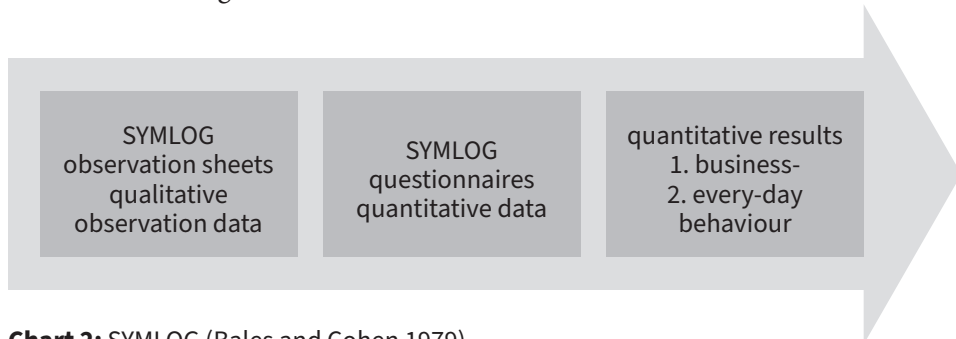 SYMLOG
observation sheets
qualitative
observation data
SYMLOG
questionnaires
quantitative data
quantitative results
1. business-
2. every-day
behaviour
Chart 2: SYMLOG (Bales and Cohen 1979)